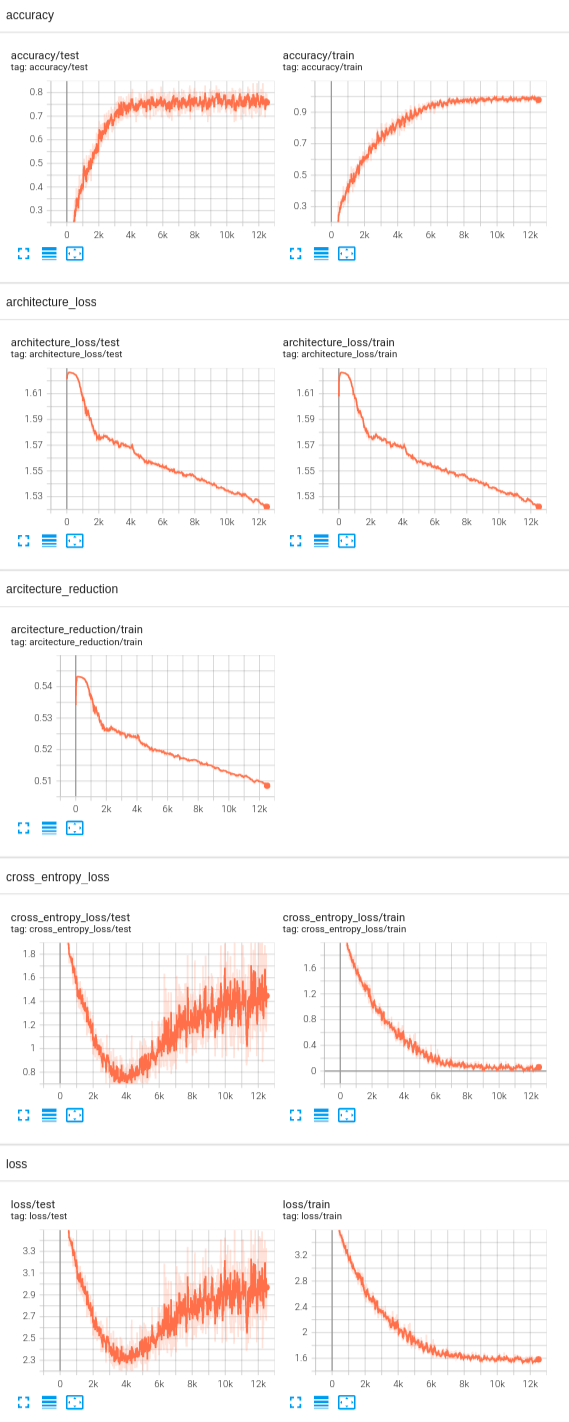 accuracy
accuracy/test
tag: accuracy/test
0.8
0.7
0.6
0.5
0.4
0.3
0 2k 4k 6k 8k 10k 12k
accuracy/train
tag: accuracy/train
0.9
0.7
0.5
0.3
0 2k 4k 6k 8k 10k 12k
architecture_loss
architecture_loss/test
tag: architecture_loss/test
1.61
1.59
1.57
1.55
1.53
0 2k 4k 6k 8k 10k 12k
architecture_loss/train
tag: architecture_loss/train
1.61
1.59
1.57
1.55
1.53
0 2k 4k 6k 8k 10k 12k
arcitecture_reduction
arcitecture_reduction/train
tag: arcitecture_reduction/train
0.54
0.53
0.52
0.51
0 2k 4k 6k 8k 10k 12k
cross_entropy_loss
cross_entropy_loss/test
tag: cross_entropy_loss/test
1.8
1.6
1.4
1.2
1
0.8
0 2k 4k 6k 8k 10k 12k
cross_entropy_loss/train
tag: cross_entropy_loss/train
1.6
1.2
0.8
0.4
0
0 2k 4k 6k 8k 10k 12k
loss
loss/test
tag: loss/test
3.3
3.1
2.9
2.7
2.5
2.3
0 2k 4k 6k 8k 10k 12k
loss/train
tag: loss/train
3.2
2.8
2.4
2
1.6
0 2k 4k 6k 8k 10k 12k